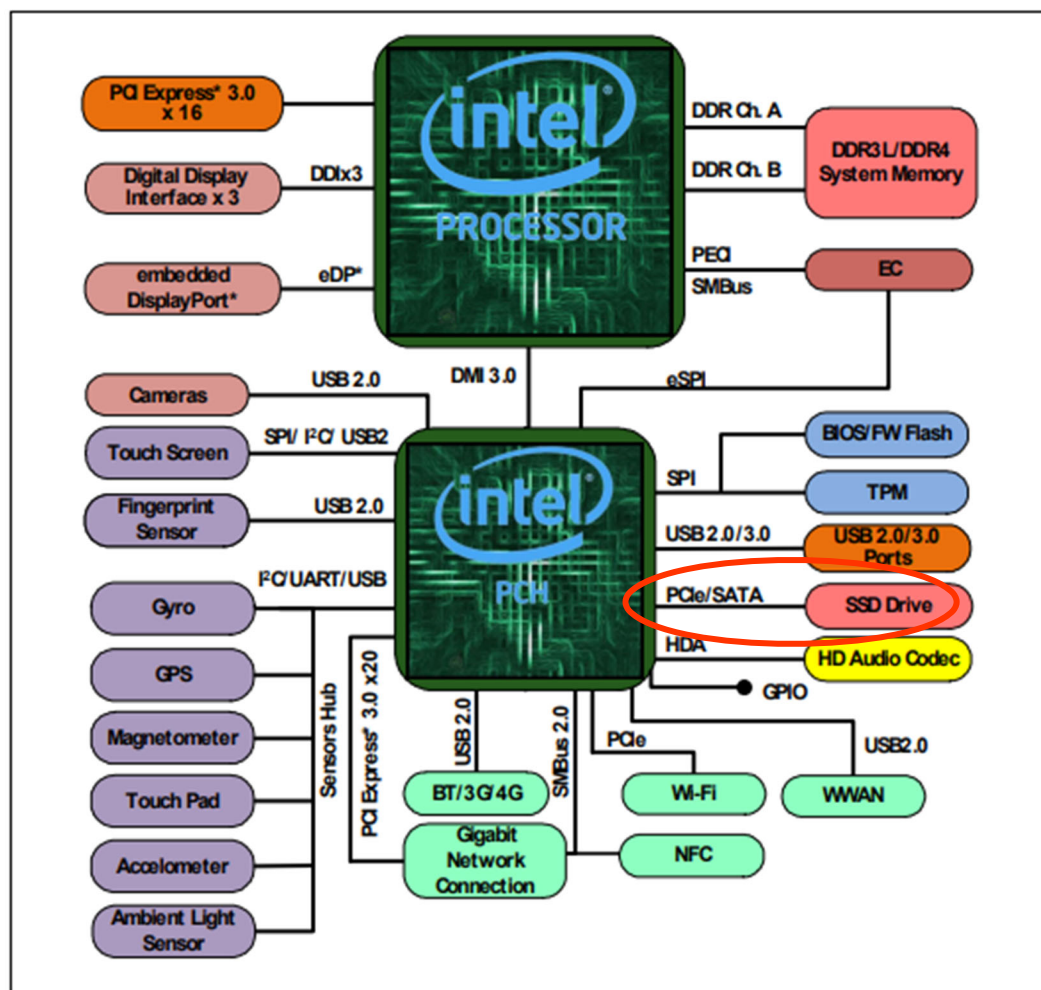 PCI Express* 3.0
x 16
Digital Display
Interface x 3
embedded
DisplayPort*
DDIx3
eDP*
intel
PROCESSOR
DDR Ch. A
DDR Ch. B
DDR3L/DDR4
System Memory
PECI
SMBus
EC
DMI 3.0
eSPI
Cameras
USB 2.0
Touch Screen
SPI/ I²C/ USB2
Fingerprint
Sensor
USB 2.0
I²C/UART/USB
Gyro
GPS
Magnetometer
Touch Pad
Accelometer
Ambient Light
Sensor
Sensors Hub
intel
PCH
SPI
BIOS/FW Flash
TPM
USB 2.0/3.0
USB 2.0/3.0
Ports
PCIe/SATA
SSD Drive
HDA
HD Audio Codec
GPIO
PCI Express* 3.0 x20
USB 2.0
SMBus 2.0
PCIe
USB2.0
BT/3G/4G
Wi-Fi
WWAN
Gigabit
Network
Connection
NFC